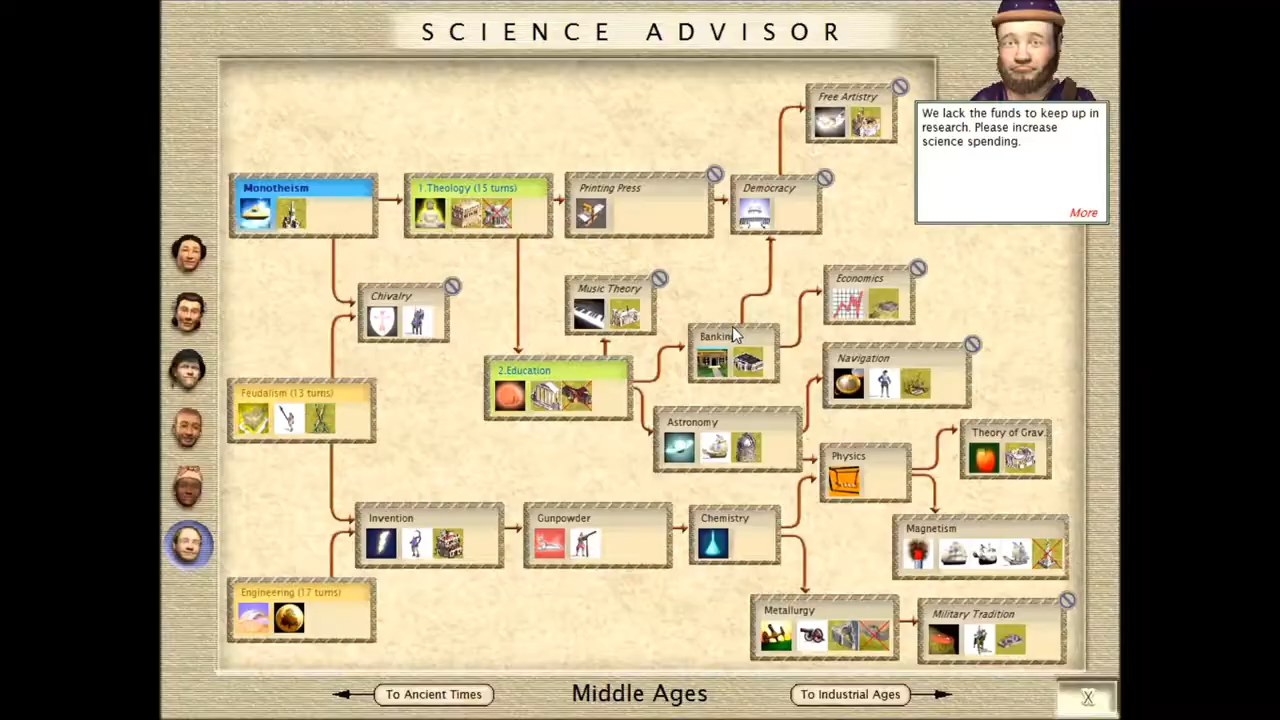 SCIENCE ADVISOR
We lack the funds to keep up in
research. Please increase
science spending.
More
Free Artistry
Monotheism
1.Theology (15 turns)
Printing Press
Democracy
Chivalry
Music Theory
Economics
Banking
Navigation
2.Education
Feudalism (13 turns)
Astronomy
Theory of Grav
Physics
Invention
Gunpowder
Chemistry
Magnetism
Engineering (17 turns)
Metallurgy
Military Tradition
To Ancient Times
Middle Ages
To Industrial Ages
X